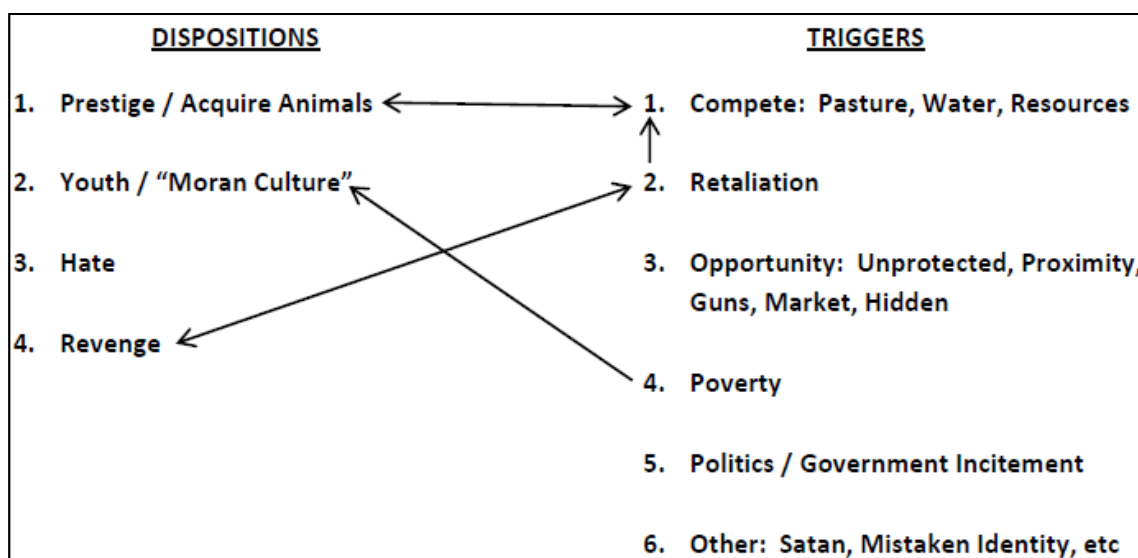 DISPOSITIONS
1. Prestige / Acquire Animals
2. Youth / “Moran Culture”
3. Hate
4. Revenge
TRIGGERS
1. Compete: Pasture, Water, Resources
2. Retaliation
3. Opportunity: Unprotected, Proximity,
Guns, Market, Hidden
4. Poverty
5. Politics / Government Incitement
6. Other: Satan, Mistaken Identity, etc